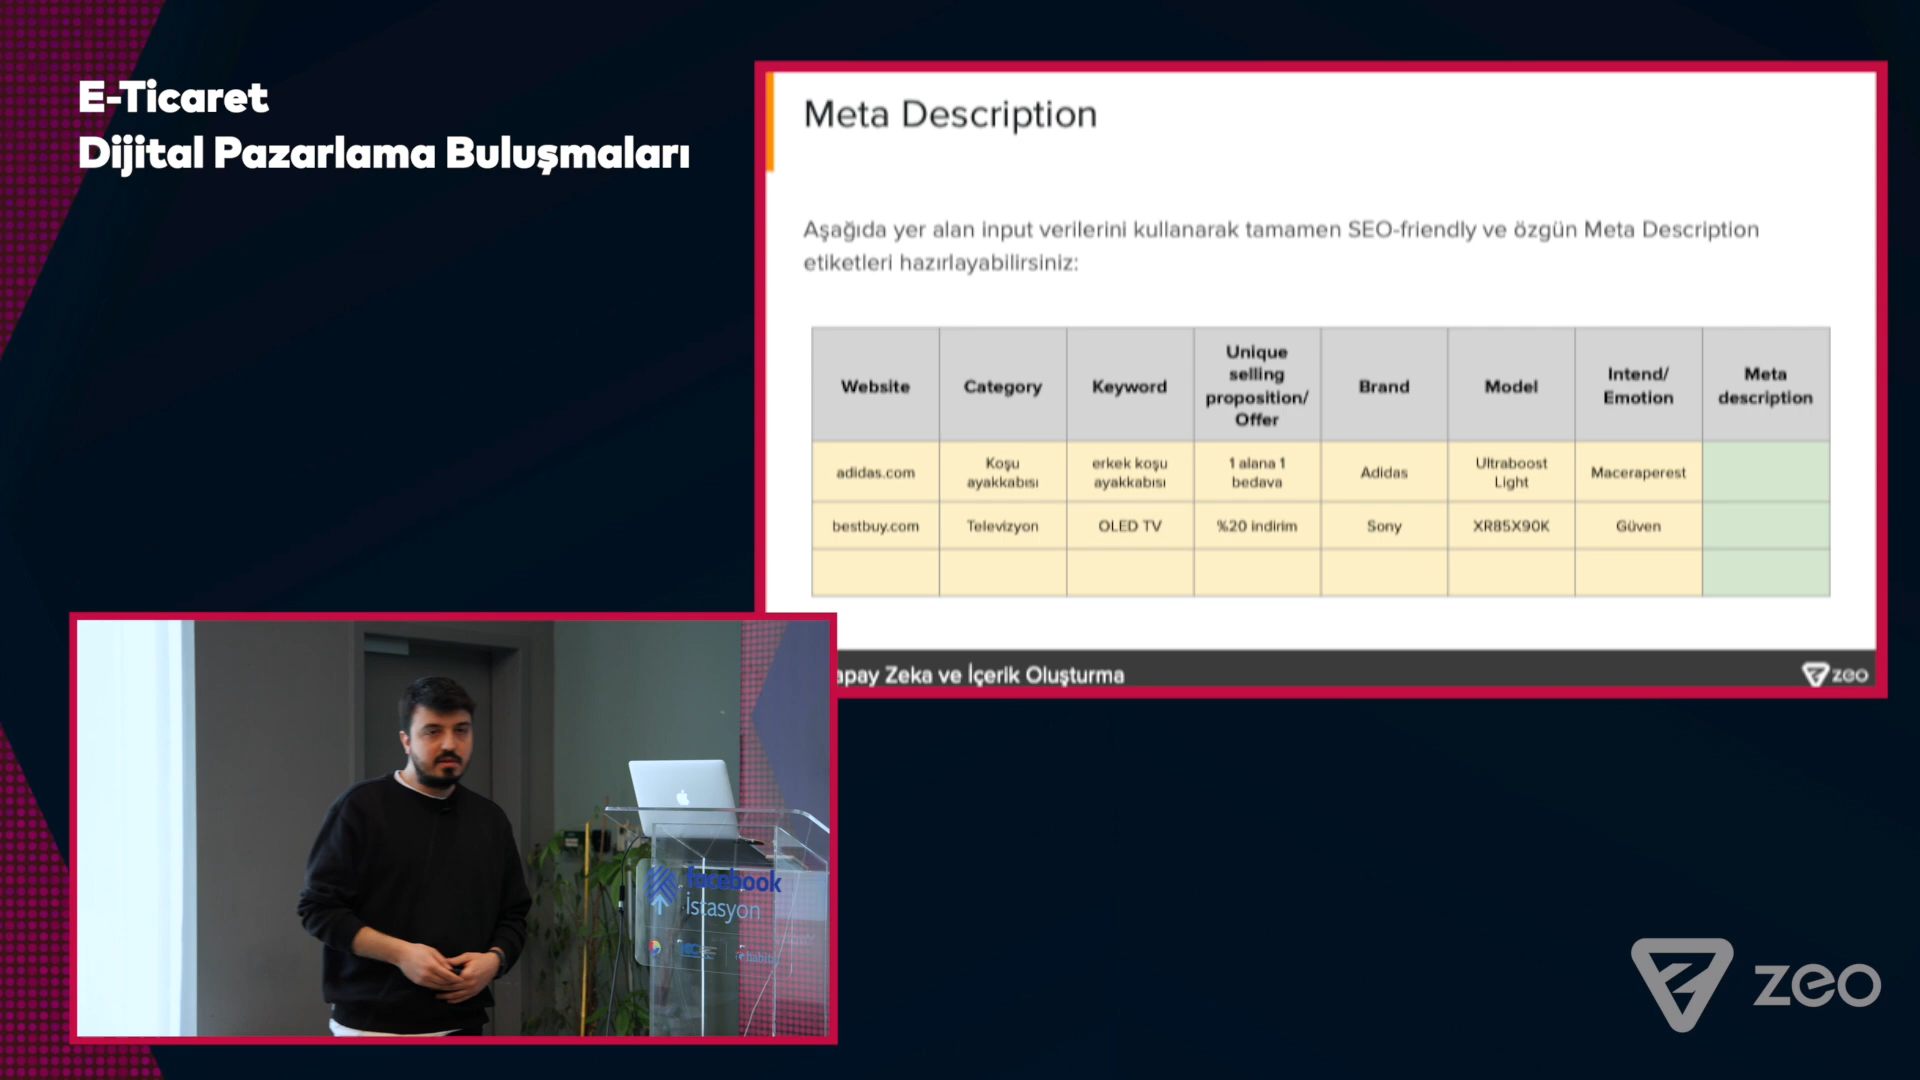 E-Ticaret
Dijital Pazarlama Buluşmaları
Meta Description
Aşağıda yer alan input verilerini kullanarak tamamen SEO-friendly ve özgün Meta Description
etiketleri hazırlayabilirsiniz:
Website Category Keyword Unique selling proposition/ Offer Brand Model Intend/ Emotion Meta description
adidas.com Koşu ayakkabısı erkek koşu ayakkabısı 1 alana 1 bedava Adidas Ultraboost Light Maceraperest
bestbuy.com Televizyon OLED TV %20 indirim Sony XR85X90K Güven
apay Zeka ve İçerik Oluşturma
zeo
facebook
istasyon
zeo